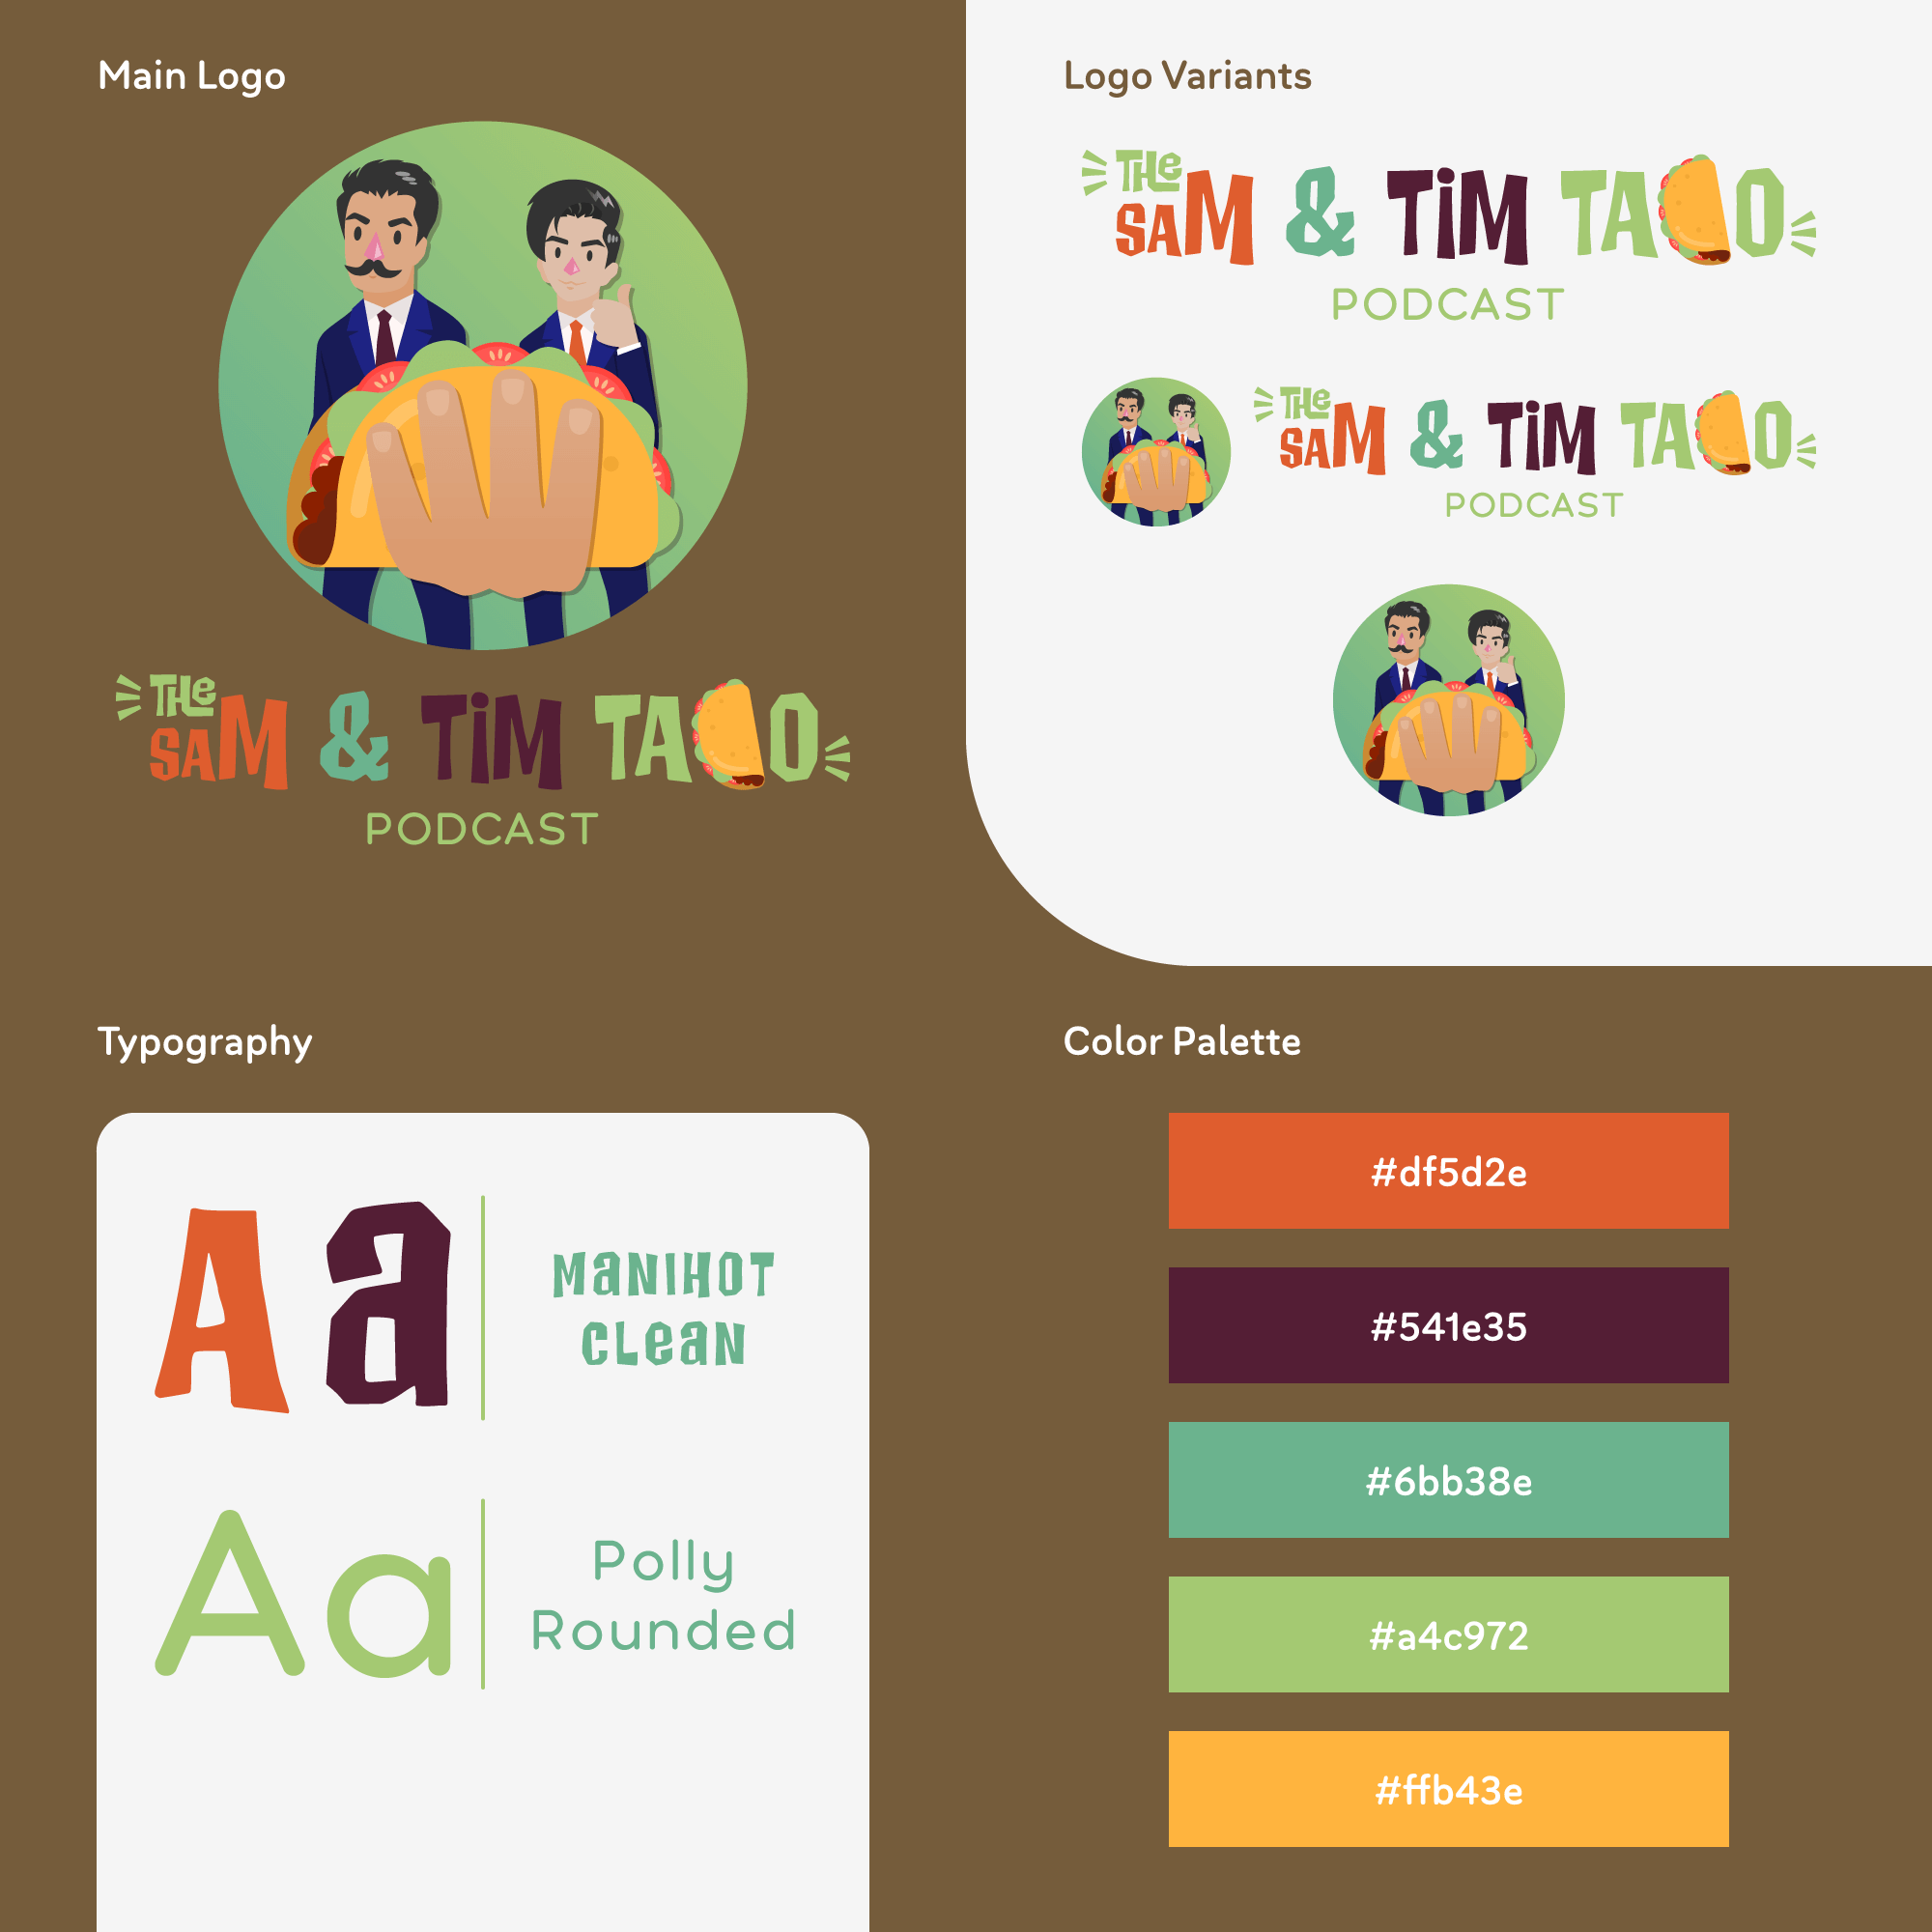 Main Logo
THe
SAM & TiM TACO
PODCAST
Logo Variants
THe
SAM & TiM TACO
PODCAST
THe
SAM & TiM TACO
PODCAST
Typography
Aa
MaNIHOT
CLeaN
Aa
Polly
Rounded
Color Palette
#df5d2e
#541e35
#6bb38e
#a4c972
#ffb43e